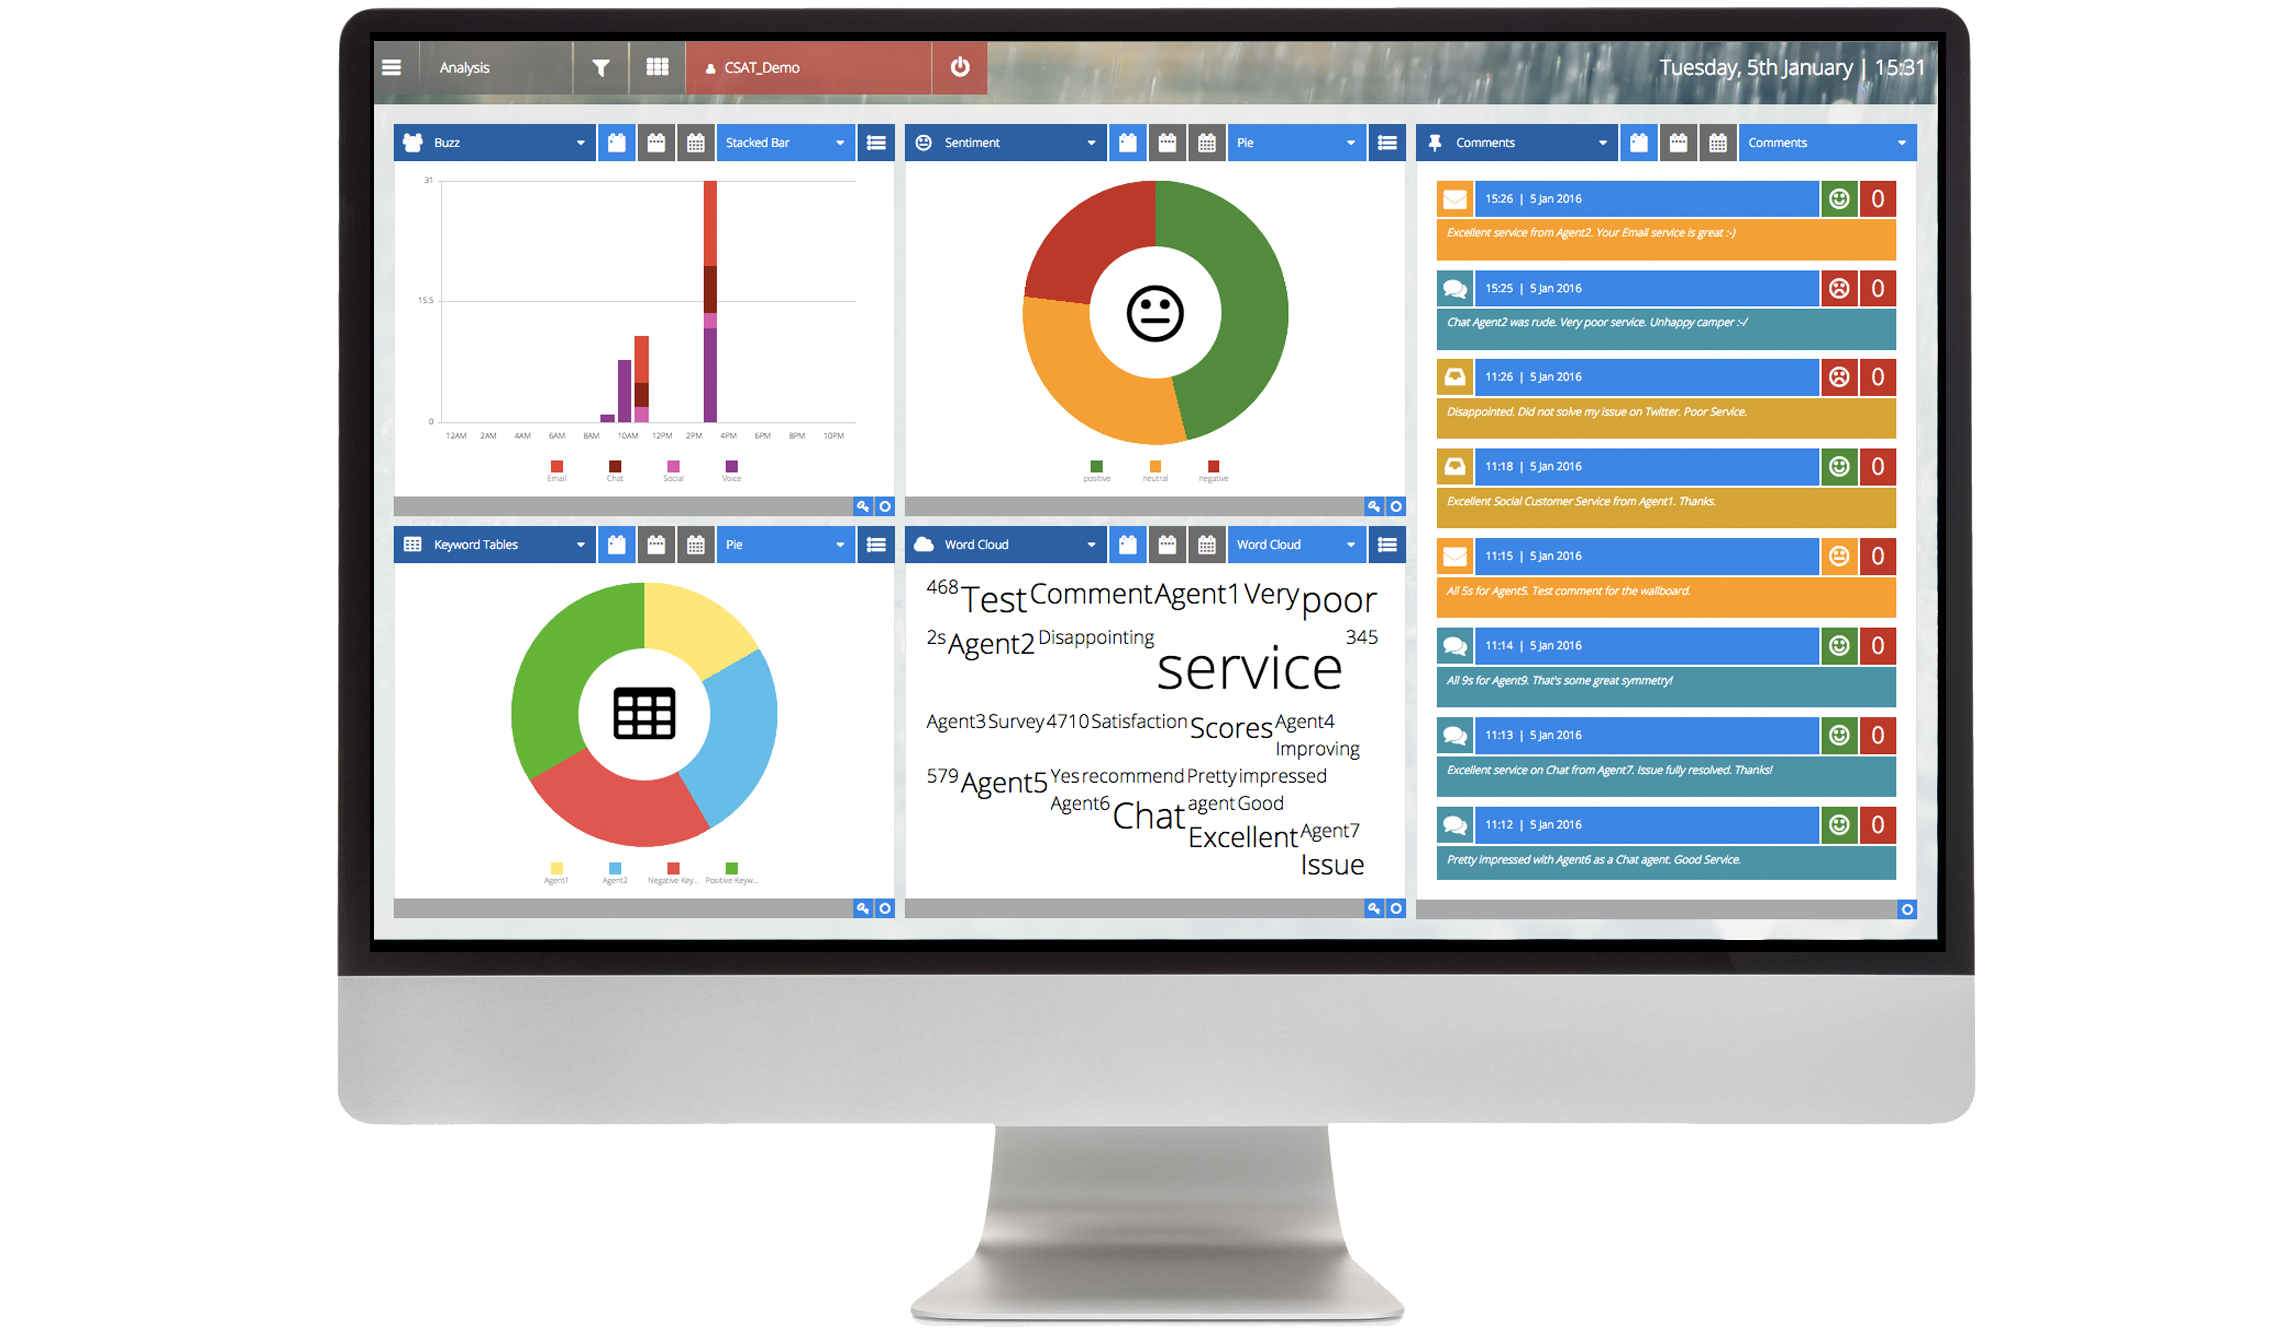 Analysis
CSAT_Demo
Tuesday, 5th January | 15:31
Buzz
Stacked Bar
31
15.5
0
12AM 2AM 4AM 6AM 8AM 10AM 12PM 2PM 4PM 6PM 8PM 10PM
Email Chat Social Voice
Sentiment
Pie
positive neutral negative
Comments
Comments
15:26 | 5 Jan 2016
0
Excellent service from Agent2. Your Email service is great :-)
15:25 | 5 Jan 2016
0
Chat Agent2 was rude. Very poor service. Unhappy camper :-/
11:26 | 5 Jan 2016
0
Disappointed. Did not solve my issue on Twitter. Poor Service.
11:18 | 5 Jan 2016
0
Excellent Social Customer Service from Agent1. Thanks.
11:15 | 5 Jan 2016
0
All 5s for Agent5. Test comment for the wallboard.
11:14 | 5 Jan 2016
0
All 9s for Agent9. That's some great symmetry!
11:13 | 5 Jan 2016
0
Excellent service on Chat from Agent7. Issue fully resolved. Thanks!
11:12 | 5 Jan 2016
0
Pretty impressed with Agent6 as a Chat agent. Good Service.
Keyword Tables
Pie
Agent1 Agent2 Negative Key... Positive Keyw...
Word Cloud
Word Cloud
468 Test Comment Agent1 Very poor
2s Agent2 Disappointing service 345
Agent3 Survey 4710 Satisfaction Scores Agent4
Improving
579 Agent5 Yes recommend Pretty impressed
Agent6 Chat agent Good
Excellent Agent7
Issue